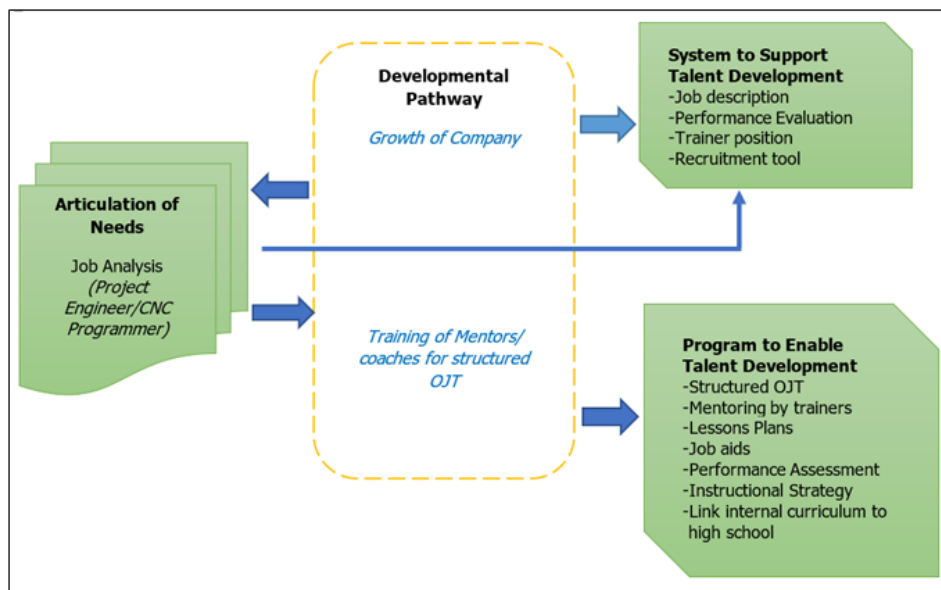 Articulation of
Needs
Job Analysis
(Project
Engineer/CNC
Programmer)
Developmental
Pathway
Growth of Company
Training of Mentors/
coaches for structured
OJT
System to Support
Talent Development
-Job description
-Performance Evaluation
-Trainer position
-Recruitment tool
Program to Enable
Talent Development
-Structured OJT
-Mentoring by trainers
-Lessons Plans
-Job aids
-Performance Assessment
-Instructional Strategy
-Link internal curriculum to
high school